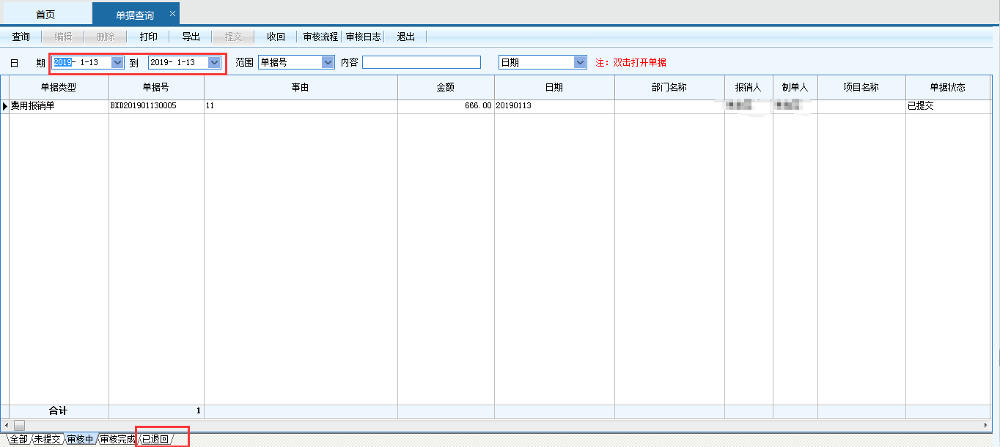 首页 单据查询 ×
查询 编辑 删除 打印 导出 提交 收回 审核流程 审核日志 退出
日 期 2019- 1-13 到 2019- 1-13 范围 单据号 内容 日期 注：双击打开单据
单据类型 单据号 事由 金额 日期 部门名称 报销人 制单人 项目名称 单据状态
费用报销单 BXD201901130005 11 666.00 20190113 已提交
合计 1
全部 未提交 审核中 审核完成 已退回